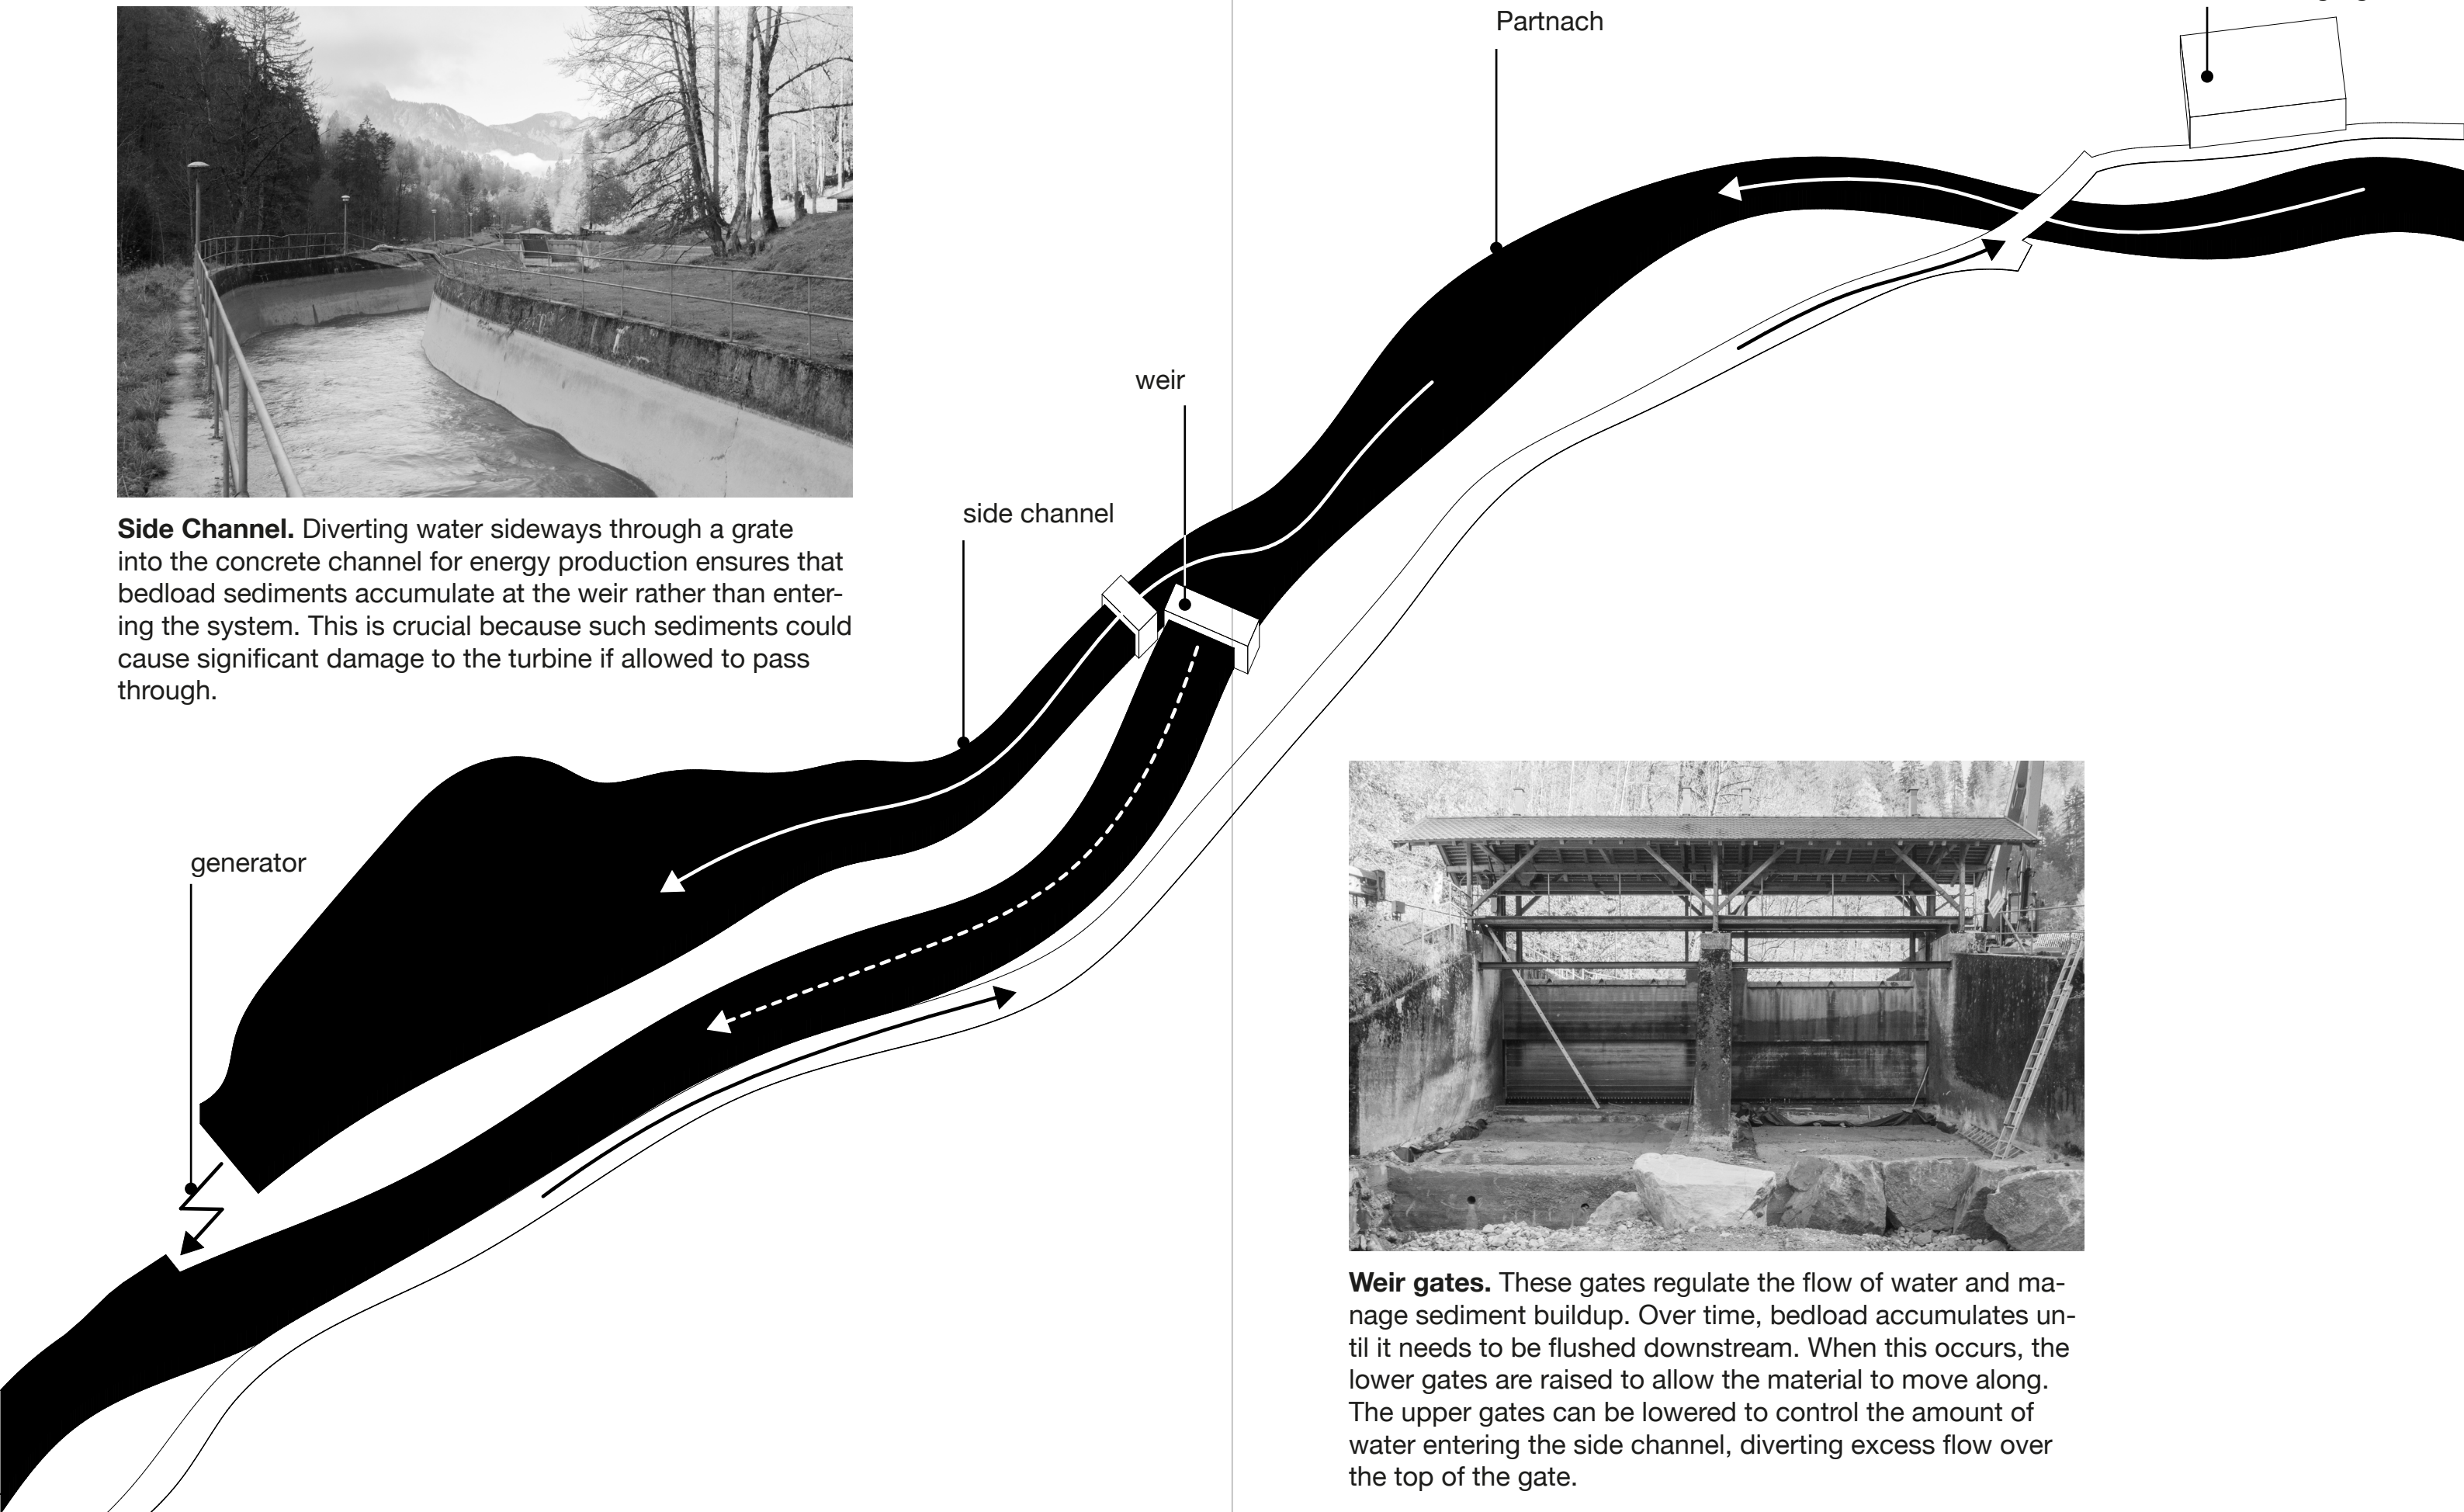 Partnach
weir
side channel
Side Channel. Diverting water sideways through a grate
into the concrete channel for energy production ensures that
bedload sediments accumulate at the weir rather than enter-
ing the system. This is crucial because such sediments could
cause significant damage to the turbine if allowed to pass
through.
generator
Weir gates. These gates regulate the flow of water and ma-
nage sediment buildup. Over time, bedload accumulates un-
til it needs to be flushed downstream. When this occurs, the
lower gates are raised to allow the material to move along.
The upper gates can be lowered to control the amount of
water entering the side channel, diverting excess flow over
the top of the gate.